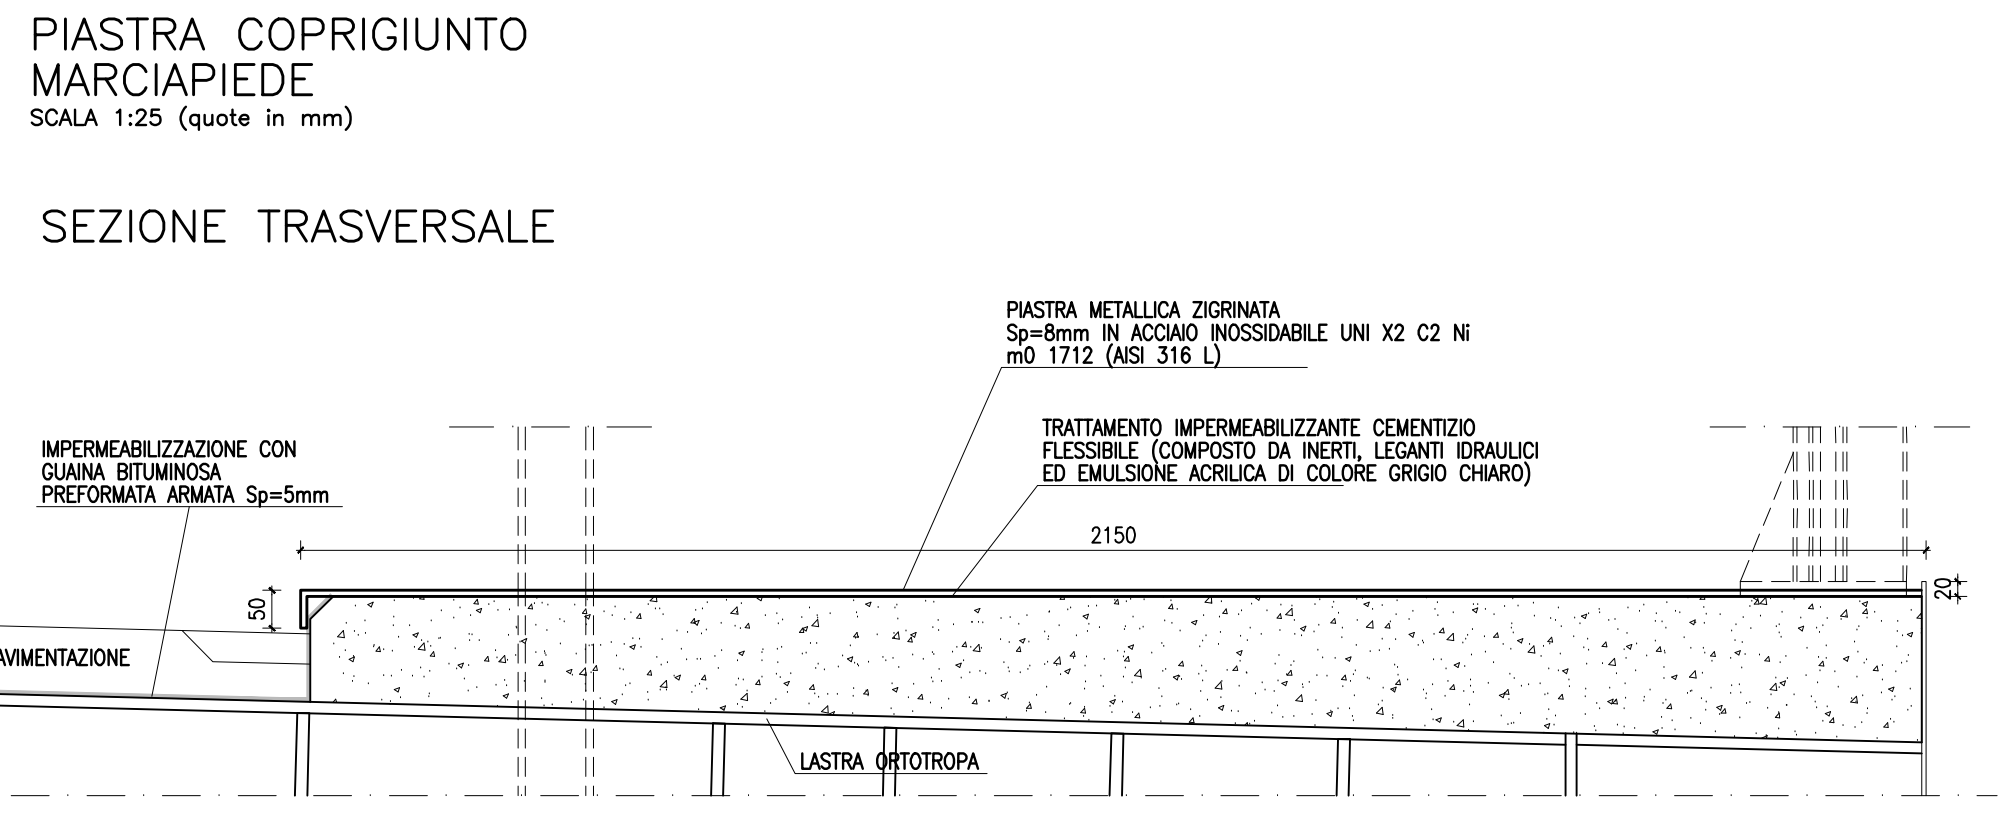 PIASTRA COPRIGIUNTO
MARCIAPIEDE
SCALA 1:25 (quote in mm)
SEZIONE TRASVERSALE
PIASTRA METALLICA ZIGRINATA
Sp=8mm IN ACCIAIO INOSSIDABILE UNI X2 C2 Ni
m0 1712 (AISI 316 L)
TRATTAMENTO IMPERMEABILIZZANTE CEMENTIZIO
FLESSIBILE (COMPOSTO DA INERTI, LEGANTI IDRAULICI
ED EMULSIONE ACRILICA DI COLORE GRIGIO CHIARO)
IMPERMEABILIZZAZIONE CON
GUAINA BITUMINOSA
PREFORMATA ARMATA Sp=5mm
2150
50
20
AVIMENTAZIONE
LASTRA ORTOTROPA